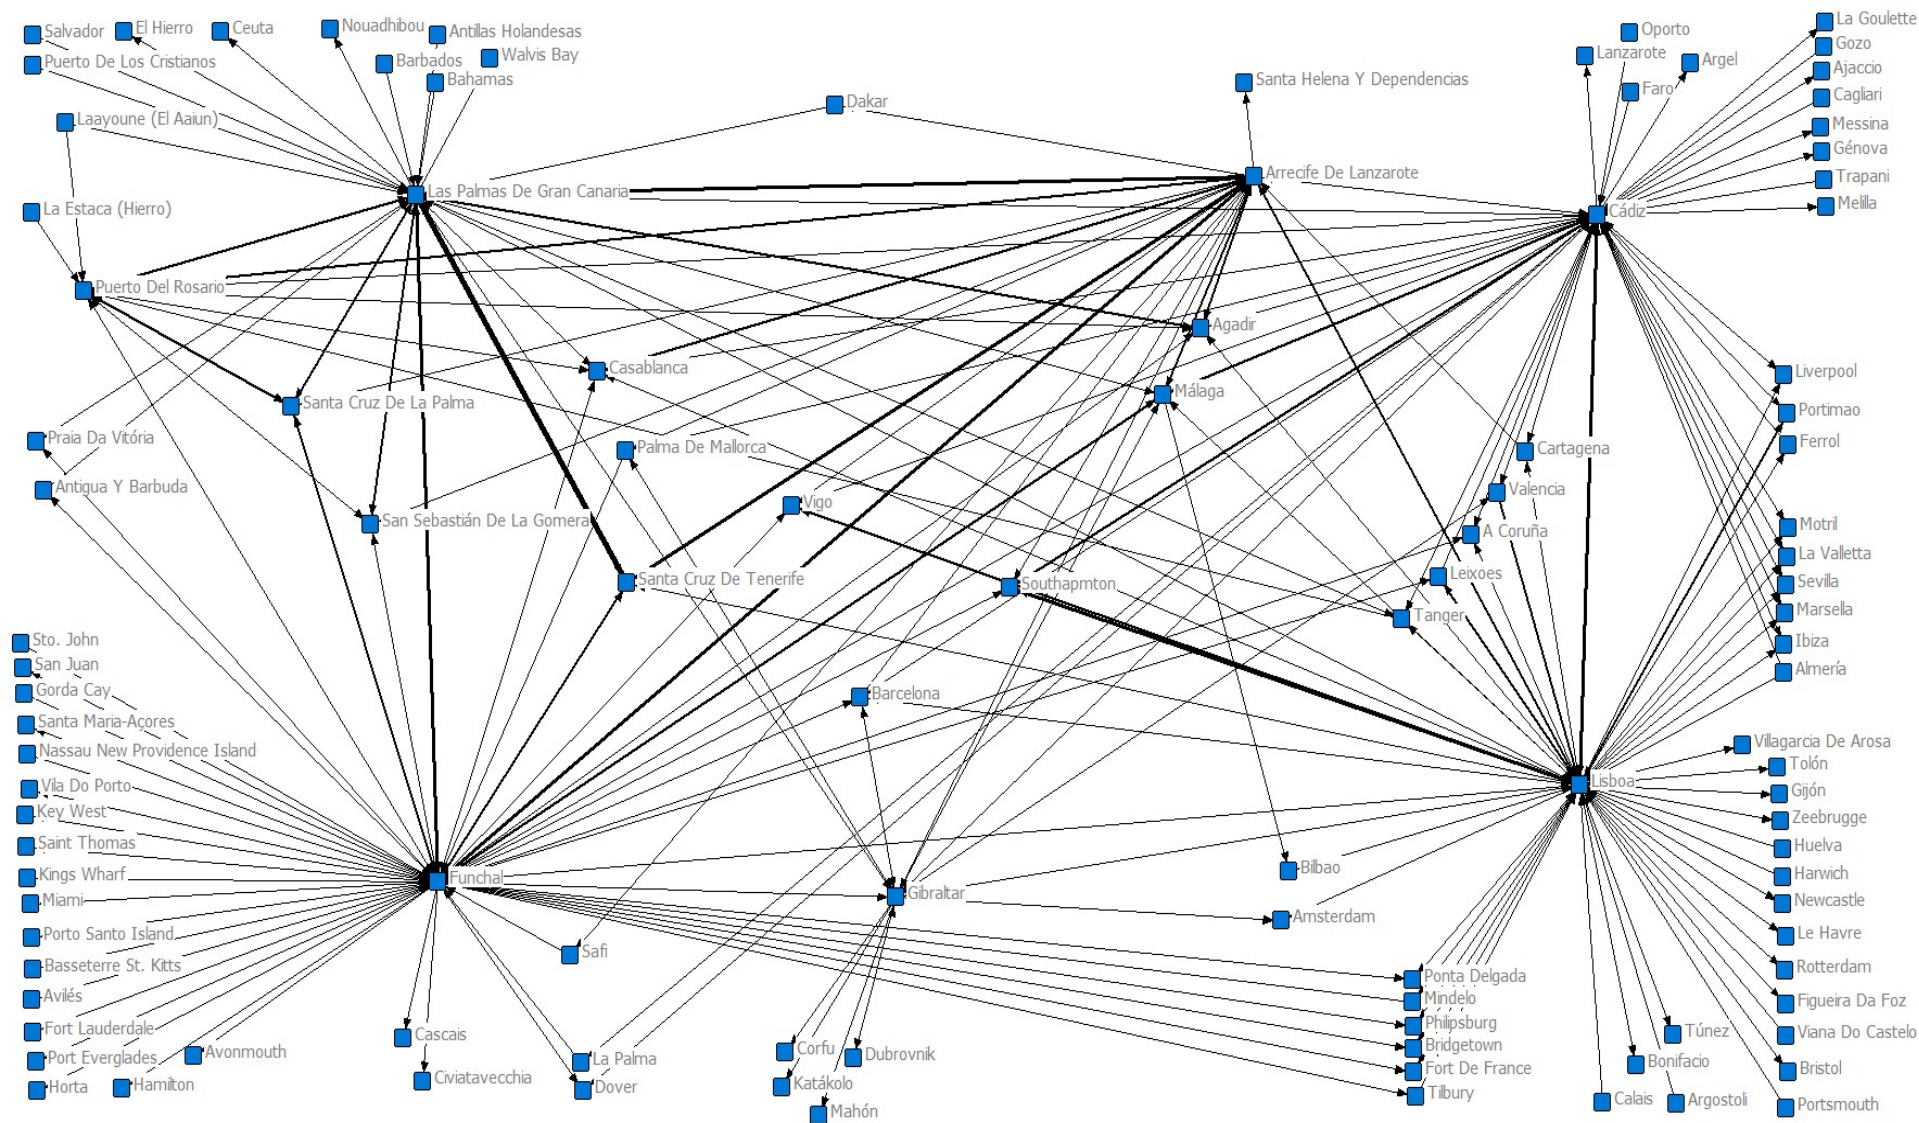 Salvador
El Hierro
Ceuta
Nouadhibou
Antillas Holandesas
Walvis Bay
Puerto De Los Cristianos
Barbados
Bahamas
Laayoune (El Aaiun)
Dakar
Santa Helena Y Dependencias
Oporto
Lanzarote
Argel
Faro
La Goulette
Gozo
Ajaccio
Cagliari
Messina
Génova
Trapani
Melilla
Las Palmas De Gran Canaria
Arrecife De Lanzarote
Cádiz
La Estaca (Hierro)
Puerto Del Rosario
Agadir
Casablanca
Málaga
Santa Cruz De La Palma
Praia Da Vitória
Palma De Mallorca
Antigua Y Barbuda
San Sebastián De La Gomera
Vigo
Cartagena
Valencia
A Coruña
Leixoes
Tanger
Liverpool
Portimao
Ferrol
Motril
La Valletta
Sevilla
Marsella
Ibiza
Almería
Santa Cruz De Tenerife
Southapmton
Sto. John
San Juan
Gorda Cay
Santa Maria-Açores
Nassau New Providence Island
Vila Do Porto
Key West
Saint Thomas
Kings Wharf
Miami
Porto Santo Island
Basseterre St. Kitts
Avilés
Fort Lauderdale
Port Everglades
Avonmouth
Horta
Hamilton
Barcelona
Funchal
Gibraltar
Safi
Cascais
Civiatavecchia
La Palma
Dover
Corfu
Dubrovnik
Katákolo
Mahón
Bilbao
Amsterdam
Ponta Delgada
Mindelo
Philipsburg
Bridgetown
Fort De France
Tilbury
Lisboa
Villagarcia De Arosa
Tolón
Gijón
Zeebrugge
Huelva
Harwich
Newcastle
Le Havre
Rotterdam
Figueira Da Foz
Viana Do Castelo
Túnez
Bonifacio
Bristol
Calais
Argostoli
Portsmouth